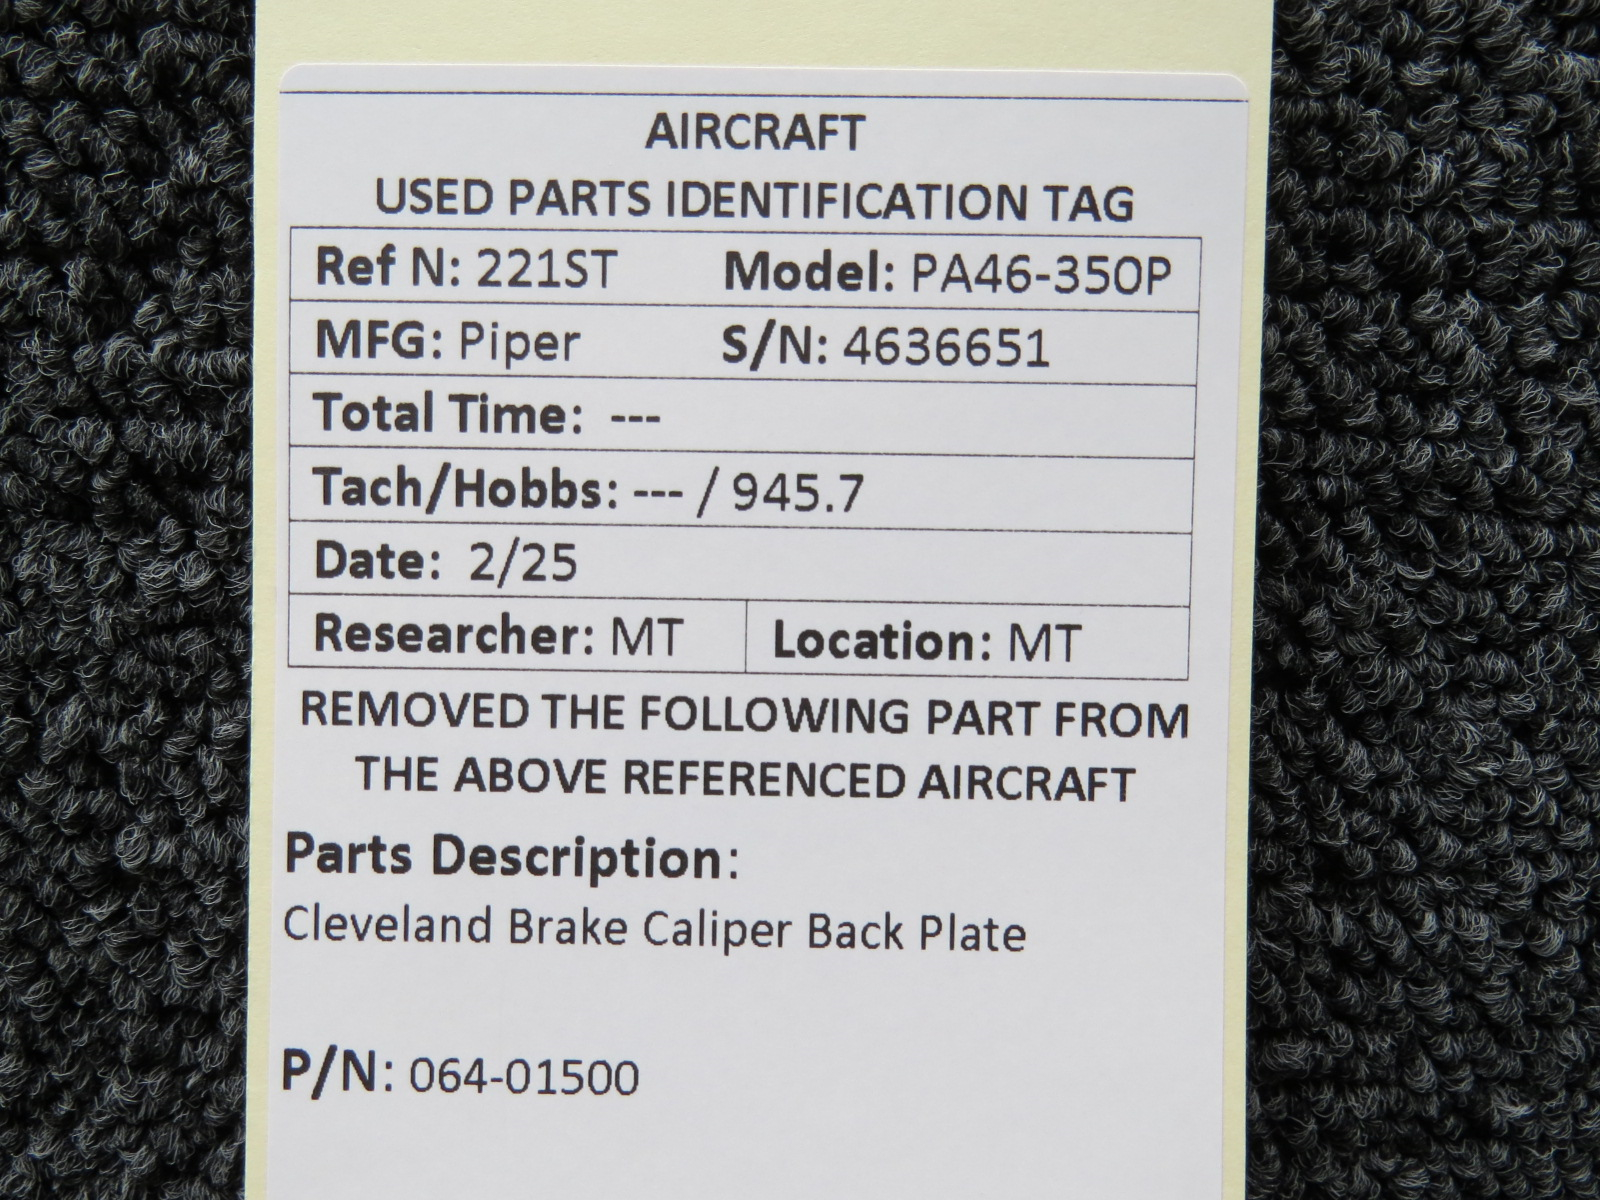 AIRCRAFT
USED PARTS IDENTIFICATION TAG
Ref N: 221ST Model: PA46-350P
MFG: Piper S/N: 4636651
Total Time: ---
Tach/Hobbs: --- / 945.7
Date: 2/25
Researcher: MT Location: MT
REMOVED THE FOLLOWING PART FROM
THE ABOVE REFERENCED AIRCRAFT
Parts Description:
Cleveland Brake Caliper Back Plate
P/N: 064-01500